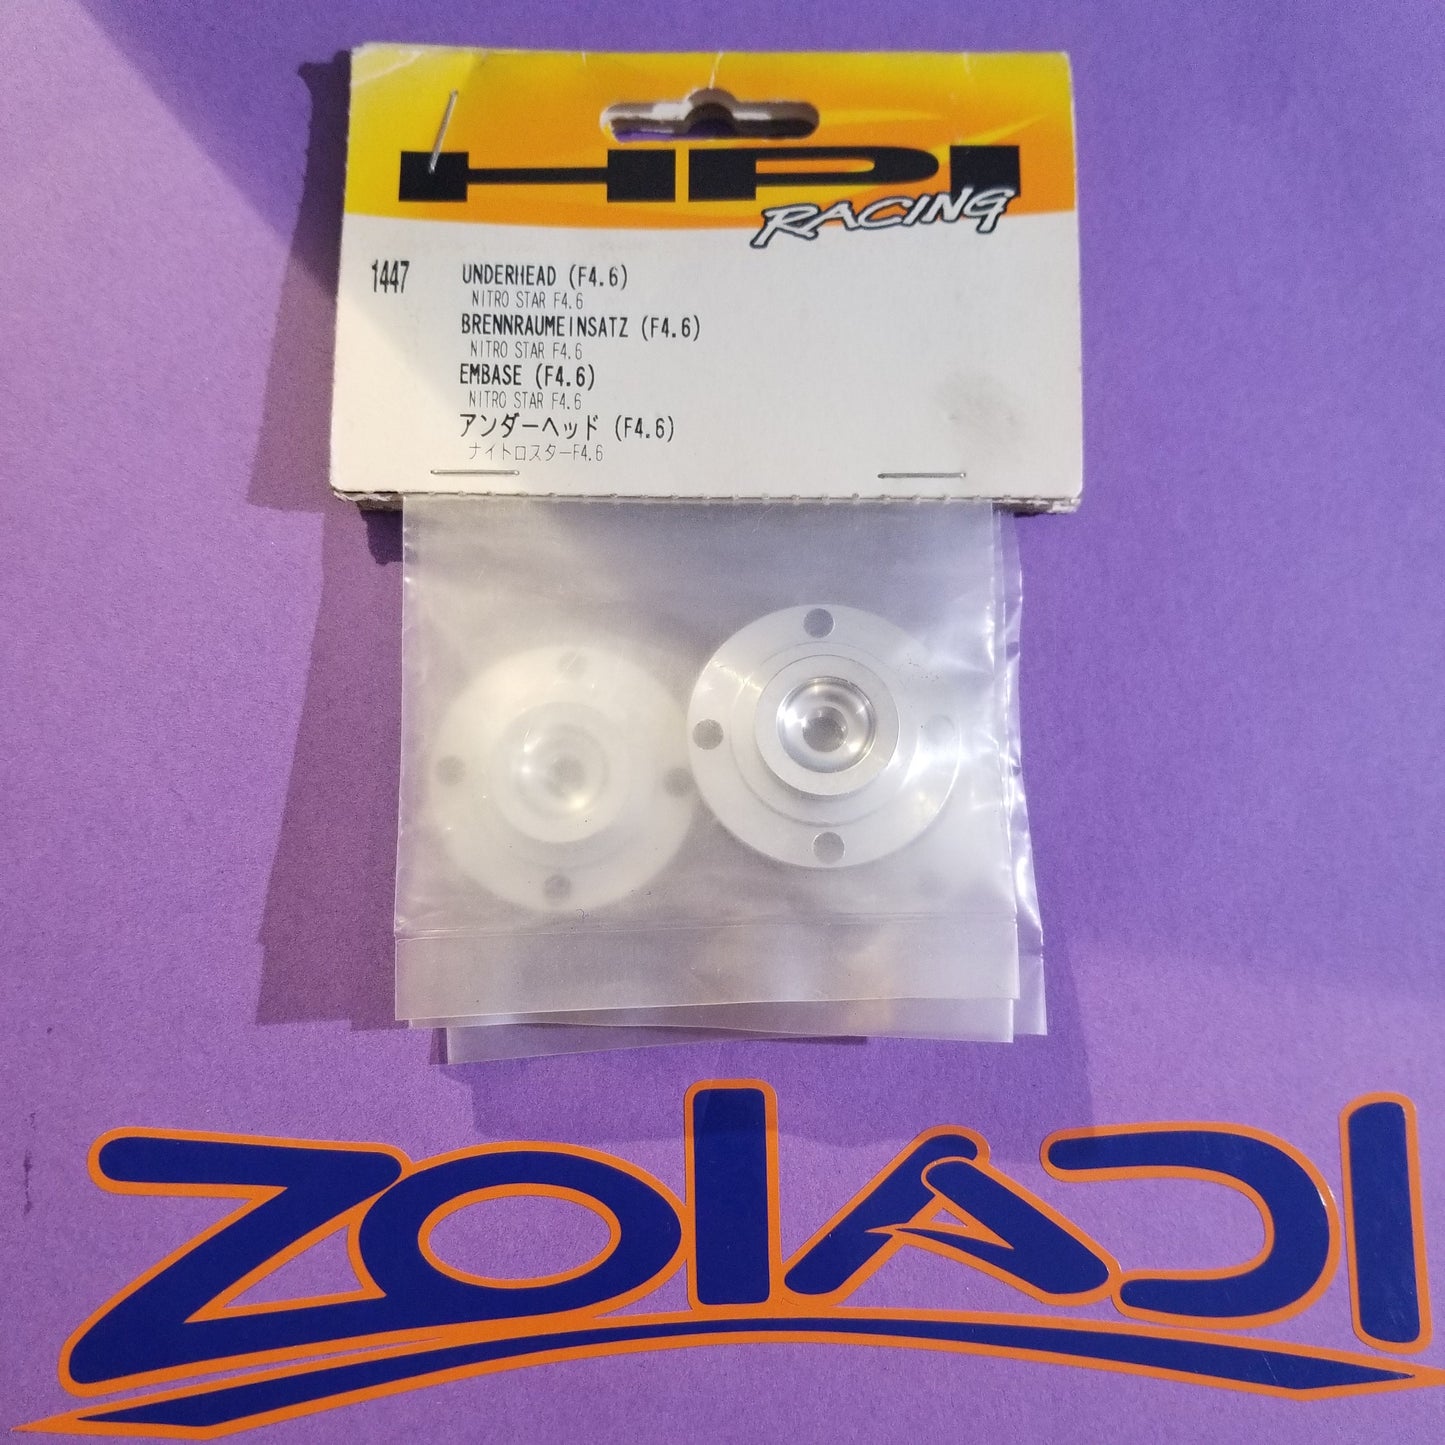 HPI
RACING
1447
UNDERHEAD (F4.6)
NITRO STAR F4.6
BRENNRAUMEINSATZ (F4.6)
NITRO STAR F4.6
EMBASE (F4.6)
NITRO STAR F4.6
アンダーヘッド (F4.6)
ナイトロスターF4.6
ZOIADI